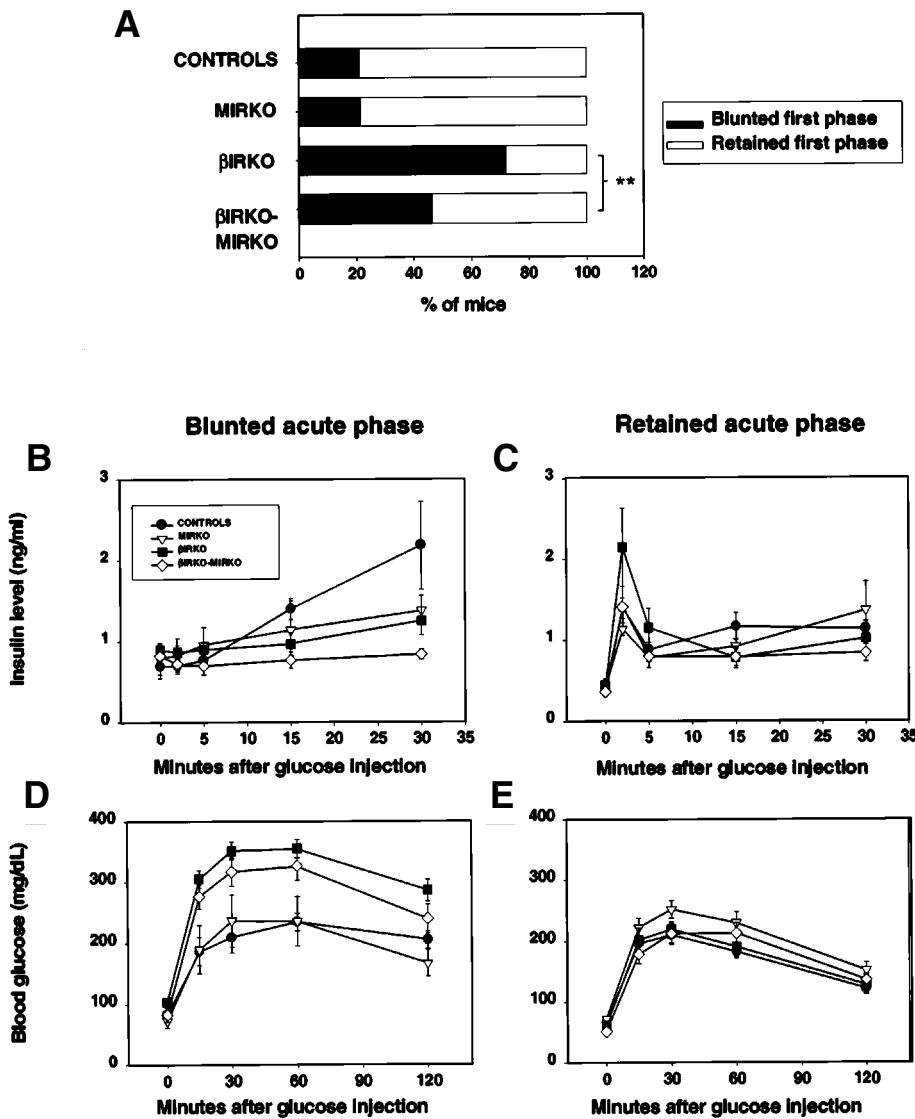 A
CONTROLS
MIRKO
βIRKO
βIRKO-
MIRKO
**
0 20 40 60 80 100 120
% of mice
Blunted first phase
Retained first phase
Blunted acute phase
Retained acute phase
B
Insulin level (ng/ml)
3
2
1
0
CONTROLS
MIRKO
βIRKO
βIRKO-MIRKO
0 5 10 15 20 25 30 35
Minutes after glucose injection
C
3
2
1
0
0 5 10 15 20 25 30 35
Minutes after glucose injection
D
Blood glucose (mg/dL)
400
300
200
100
0
0 30 60 90 120
Minutes after glucose injection
E
400
300
200
100
0
0 30 60 90 120
Minutes after glucose injection